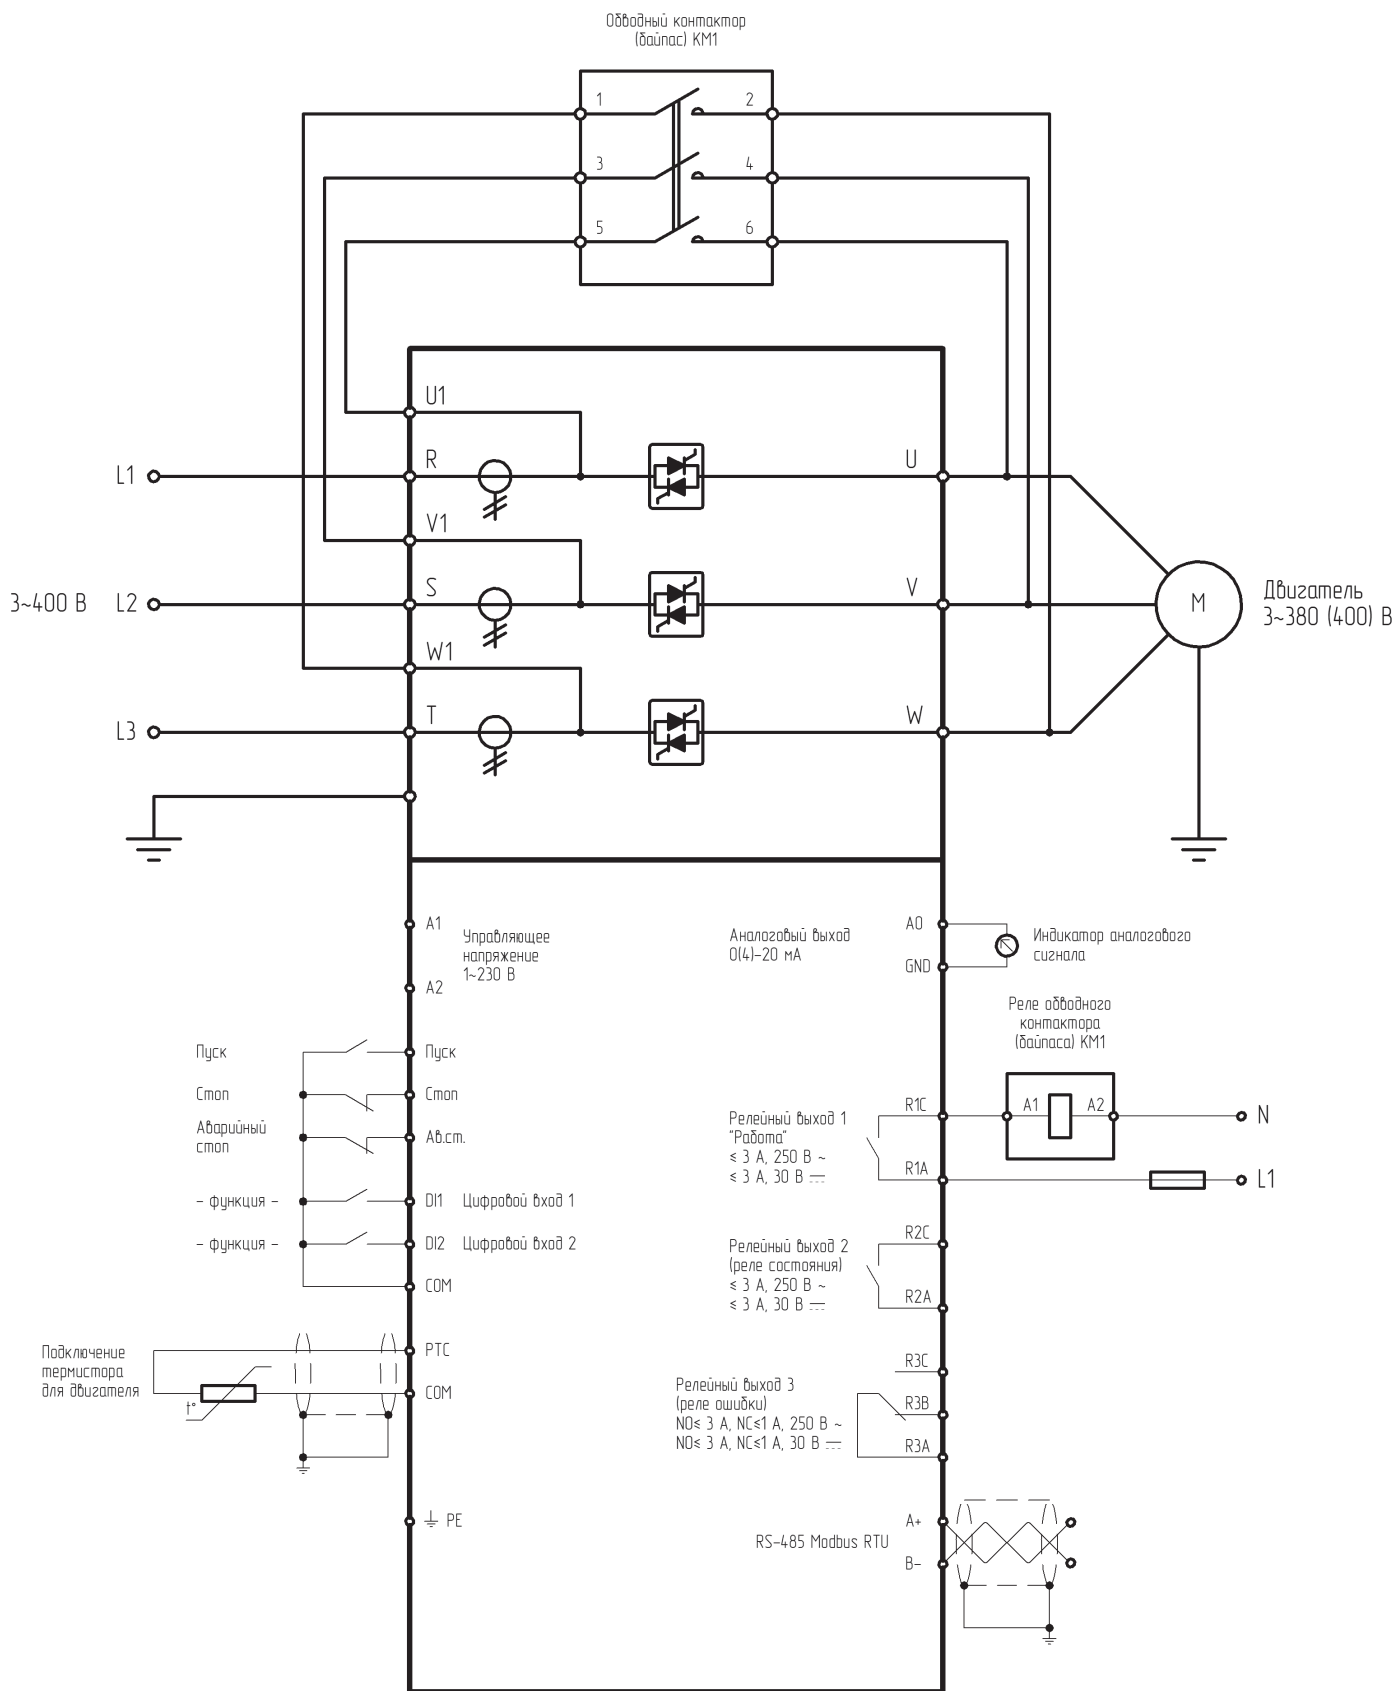 Обводный контактор
(байпас) КМ1
1
2
3
4
5
6
U1
R
U
L1
V1
S
V
3~400 В
L2
М
Двигатель
3~380 (400) В
W1
T
W
L3
А1
Управляющее
напряжение
1~230 В
А2
Аналоговый выход
0(4)-20 мА
AO
GND
Индикатор аналогового
сигнала
Реле обводного
контактора
(байпаса) КМ1
Пуск
Пуск
Стоп
Стоп
Аварийный
стоп
Ав.ст.
- функция -
DI1
Цифровой вход 1
- функция -
DI2
Цифровой вход 2
COM
Релейный выход 1
"Работа"
≤ 3 А, 250 В ~
≤ 3 А, 30 В ⎓
R1C
R1A
A1
A2
N
L1
Релейный выход 2
(реле состояния)
≤ 3 А, 250 В ~
≤ 3 А, 30 В ⎓
R2C
R2A
Подключение
термистора
для двигателя
t°
PTC
COM
Релейный выход 3
(реле ошибки)
NO≤ 3 А, NC≤1 А, 250 В ~
NO≤ 3 А, NC≤1 А, 30 В ⎓
R3C
R3B
R3A
PE
RS-485 Modbus RTU
A+
B-